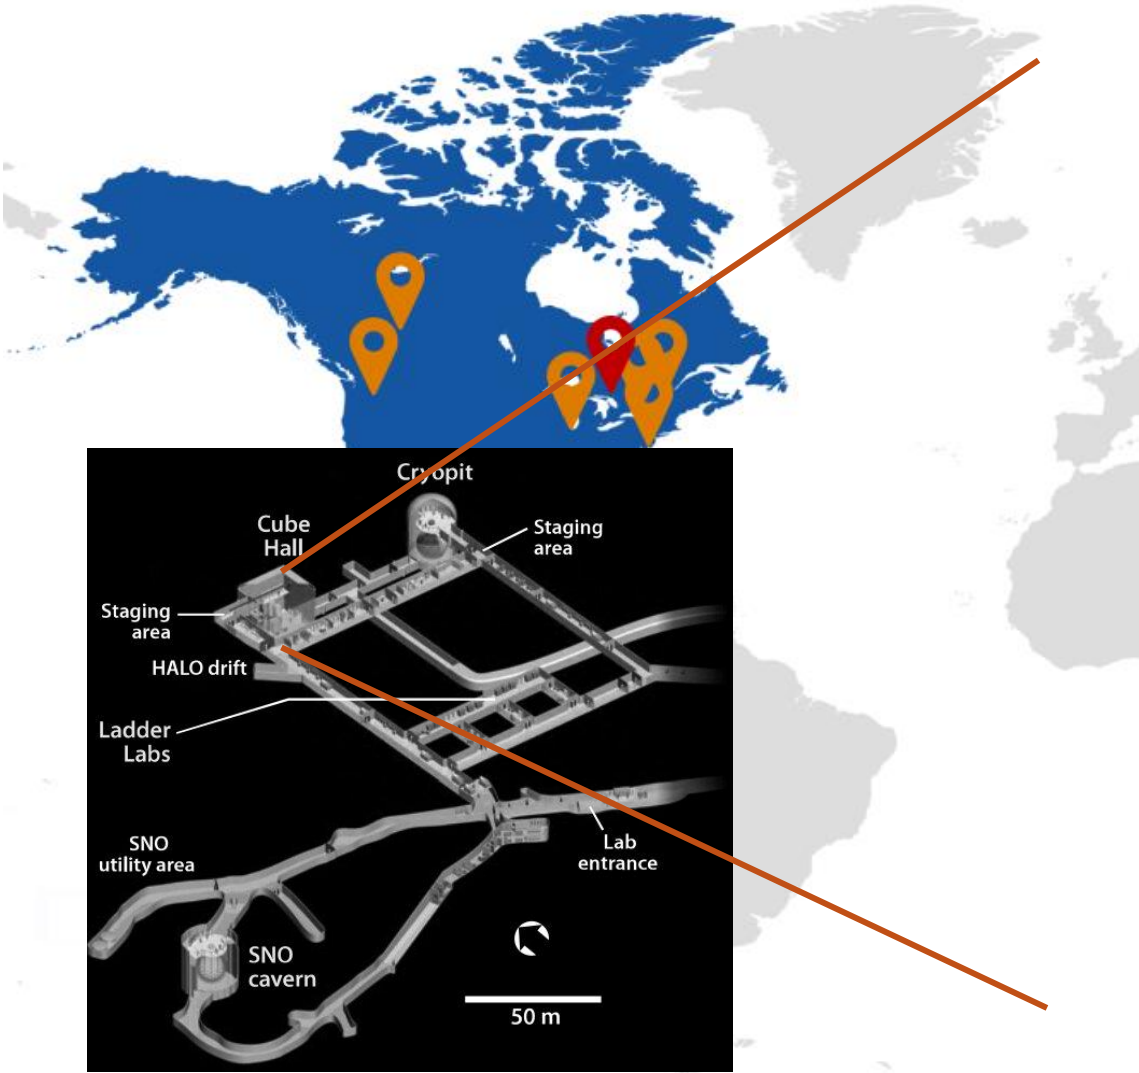 Cryopit
Cube
Hall
Staging
area
Staging
area
HALO drift
Ladder
Labs
SNO
utility area
Lab
entrance
SNO
cavern
50 m